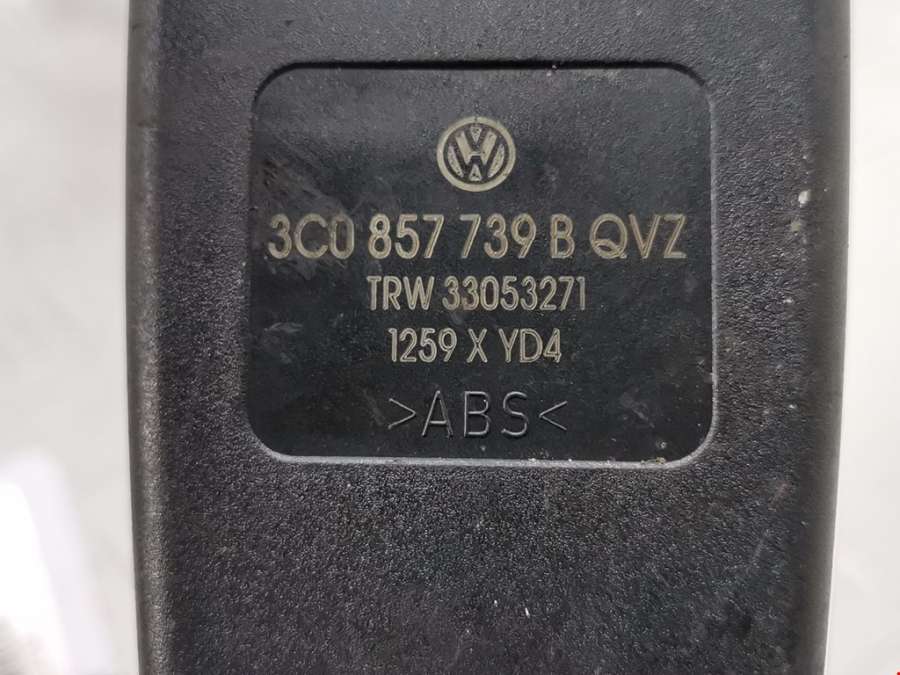 3C0 857 739 B QVZ
TRW 33053271
1259 X YD4
>ABS<